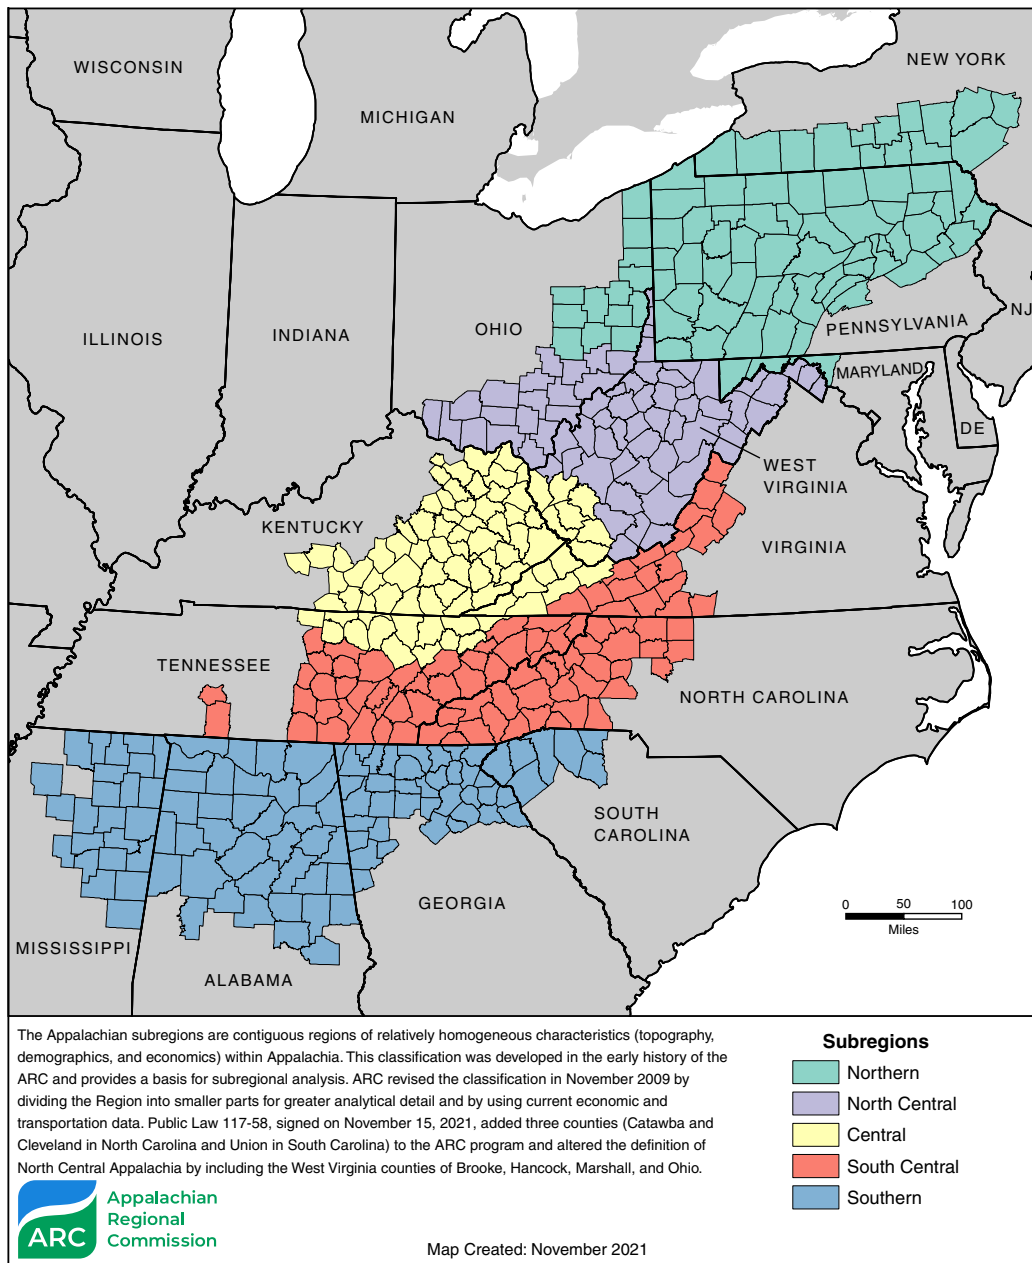 WISCONSIN
MICHIGAN
NEW YORK
ILLINOIS
INDIANA
OHIO
PENNSYLVANIA
NJ
MARYLAND
DE
WEST
VIRGINIA
KENTUCKY
VIRGINIA
TENNESSEE
NORTH CAROLINA
SOUTH
CAROLINA
GEORGIA
MISSISSIPPI
ALABAMA
0 50 100
Miles
The Appalachian subregions are contiguous regions of relatively homogeneous characteristics (topography,
demographics, and economics) within Appalachia. This classification was developed in the early history of the
ARC and provides a basis for subregional analysis. ARC revised the classification in November 2009 by
dividing the Region into smaller parts for greater analytical detail and by using current economic and
transportation data. Public Law 117-58, signed on November 15, 2021, added three counties (Catawba and
Cleveland in North Carolina and Union in South Carolina) to the ARC program and altered the definition of
North Central Appalachia by including the West Virginia counties of Brooke, Hancock, Marshall, and Ohio.
Subregions
Northern
North Central
Central
South Central
Southern
ARC
Appalachian
Regional
Commission
Map Created: November 2021